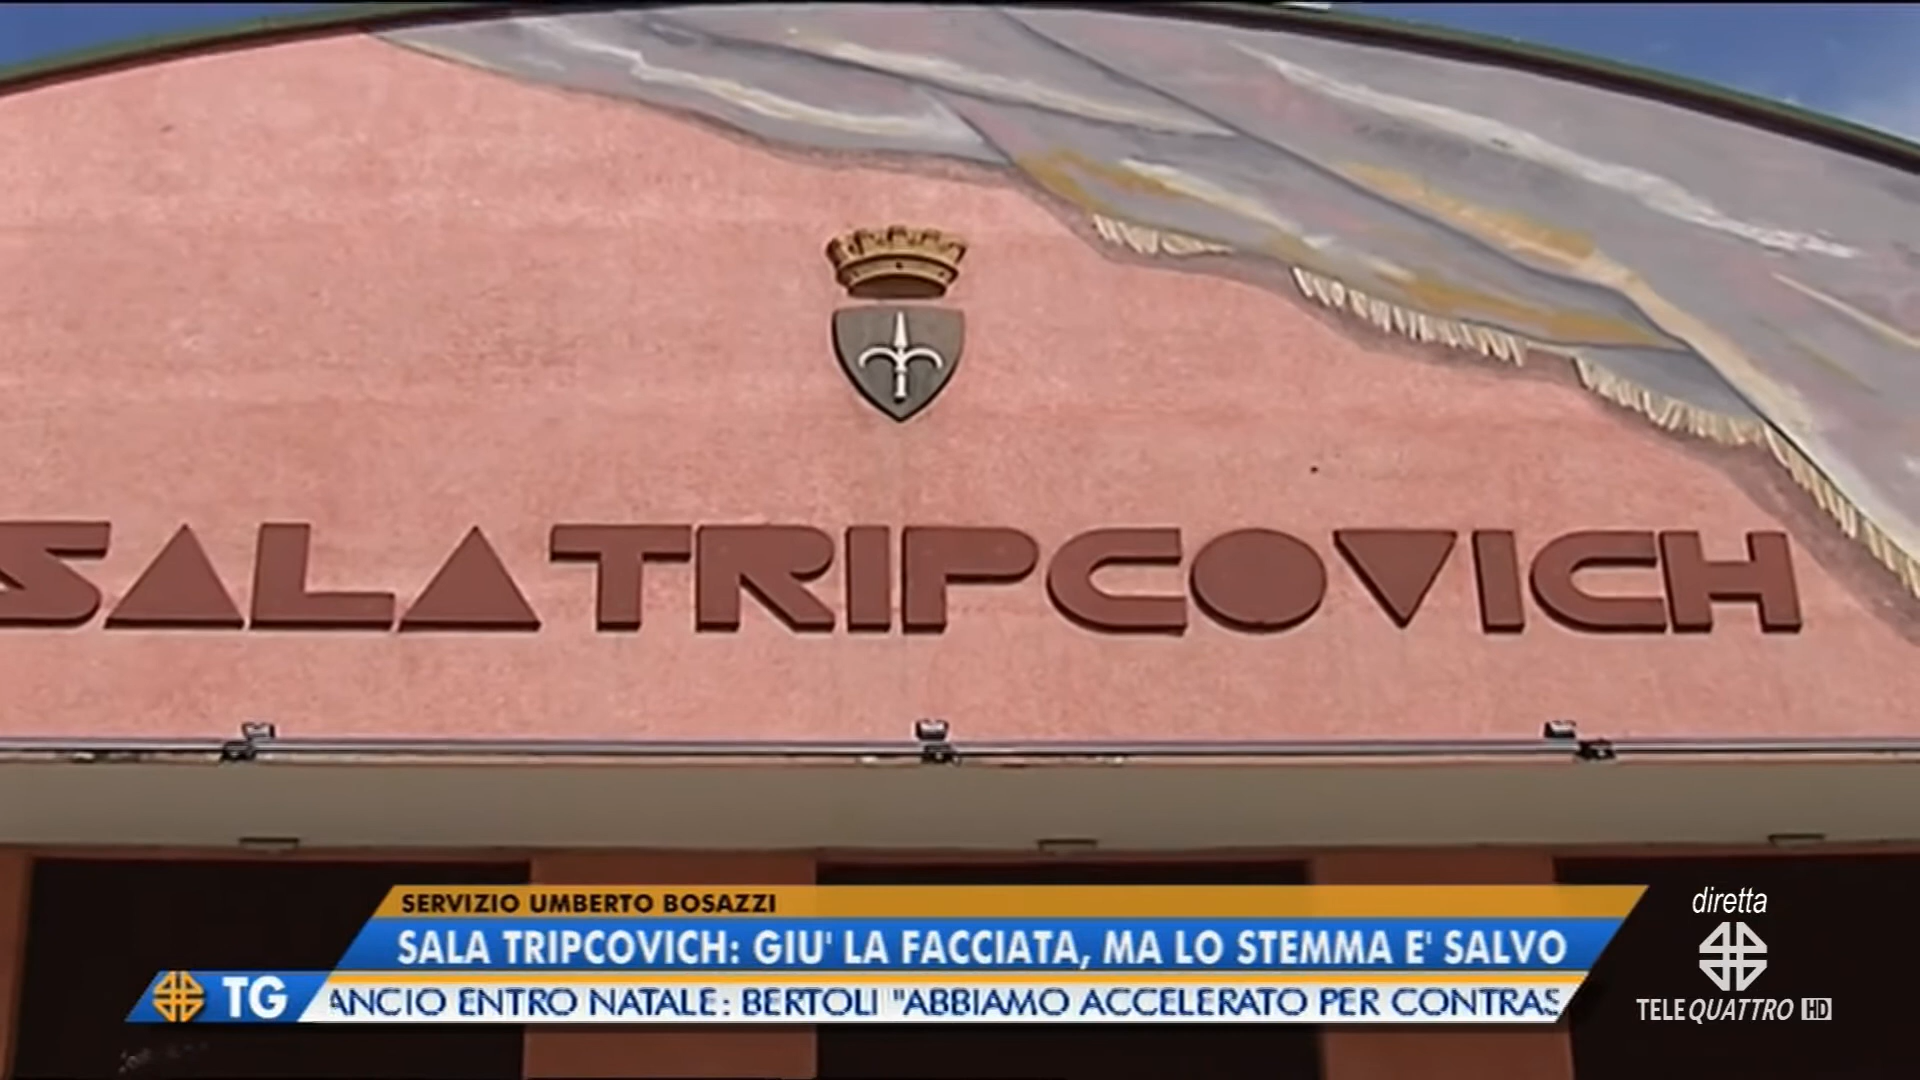 SALA TRIPCOVICH
SERVIZIO UMBERTO BOSAZZI
SALA TRIPCOVICH: GIU' LA FACCIATA, MA LO STEMMA E' SALVO
TG
ANCIO ENTRO NATALE: BERTOLI "ABBIAMO ACCELERATO PER CONTRAS
diretta
TELEQUATTRO HD